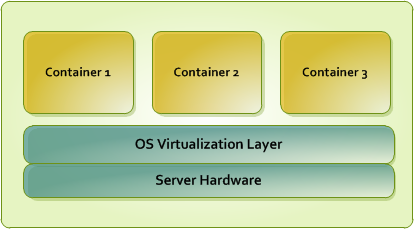 Container 1
Container 2
Container 3
OS Virtualization Layer
Server Hardware